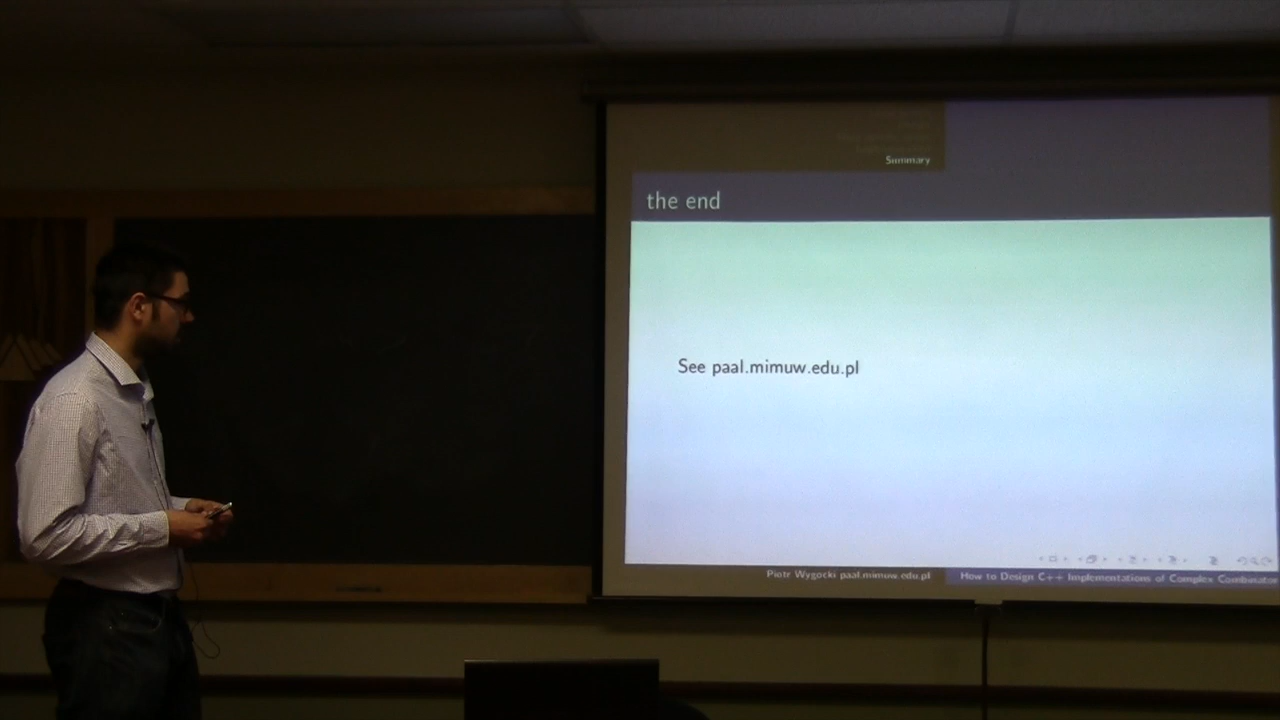 Summary
the end
See paal.mimuw.edu.pl
Piotr Wygocki paal.mimuw.edu.pl
How to Design C++ Implementations of Complex Combinator